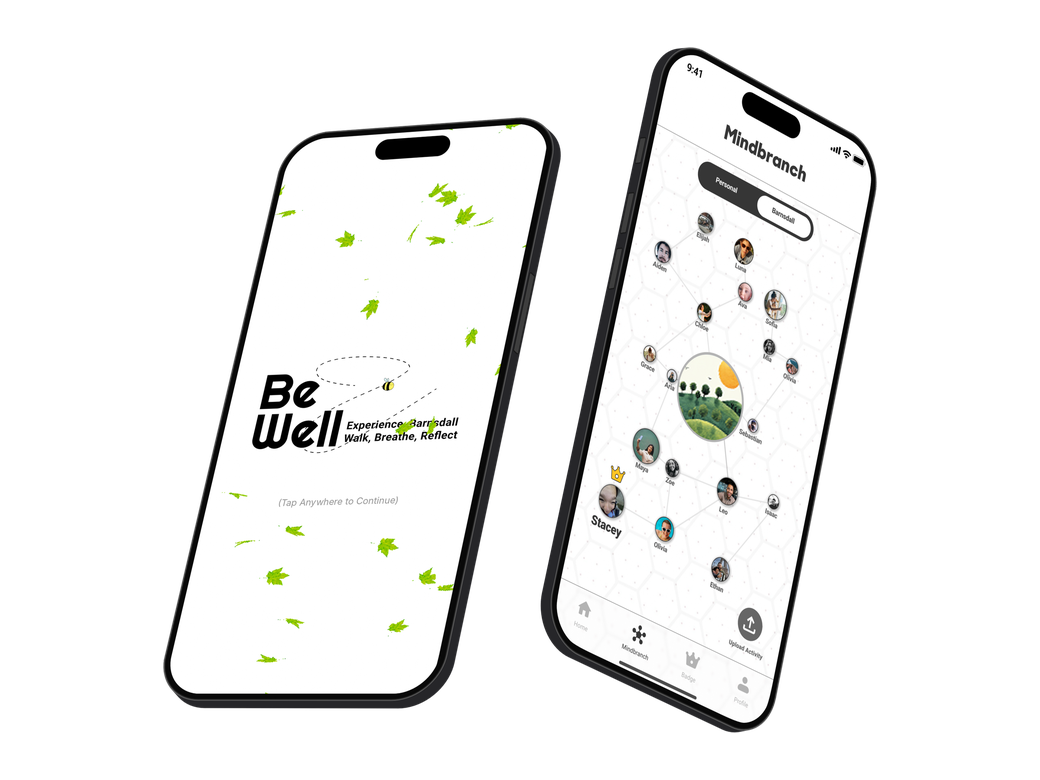 Be
Well
Experience Barnsdall
Walk, Breathe, Reflect
(Tap Anywhere to Continue)
9:41
Mindbranch
Personal
Barnsdall
Elijah
Aiden
Luna
Ava
Sofia
Chloe
Mia
Grace
Olivia
Aria
Sebastian
Maya
Zoe
Leo
Isaac
Stacey
Olivia
Ethan
Upload Activity
Home
Mindbranch
Badge
Profile